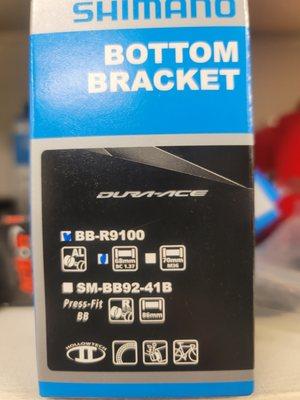 SHIMANO
BOTTOM
BRACKET
DURA-ACE
BB-R9100
AL
68mm
BC 1.37
70mm
M36
SM-BB92-41B
Press-Fit
BB
R
86mm
HOLLOWTECH
II